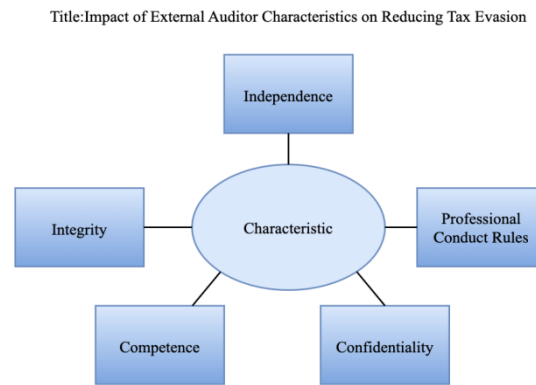 Title:Impact of External Auditor Characteristics on Reducing Tax Evasion
Independence
Integrity
Characteristic
Professional
Conduct Rules
Competence
Confidentiality